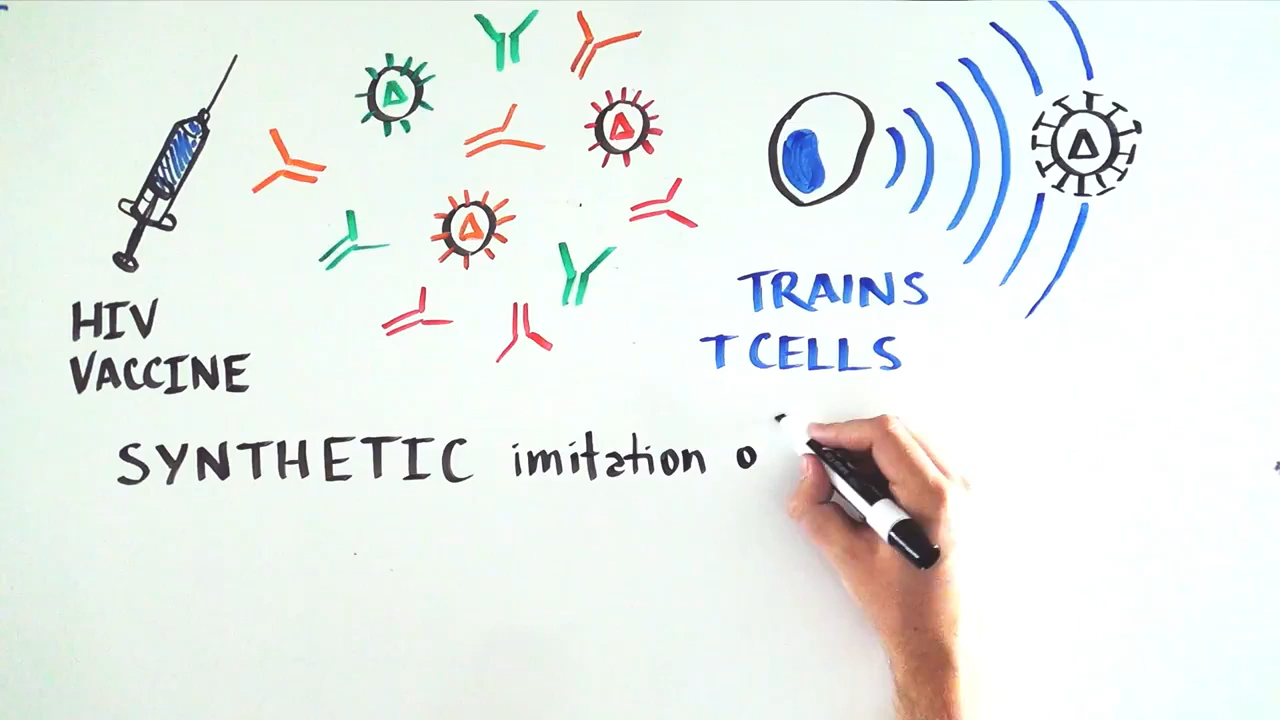 HIV
VACCINE
TRAINS
T CELLS
SYNTHETIC imitation o